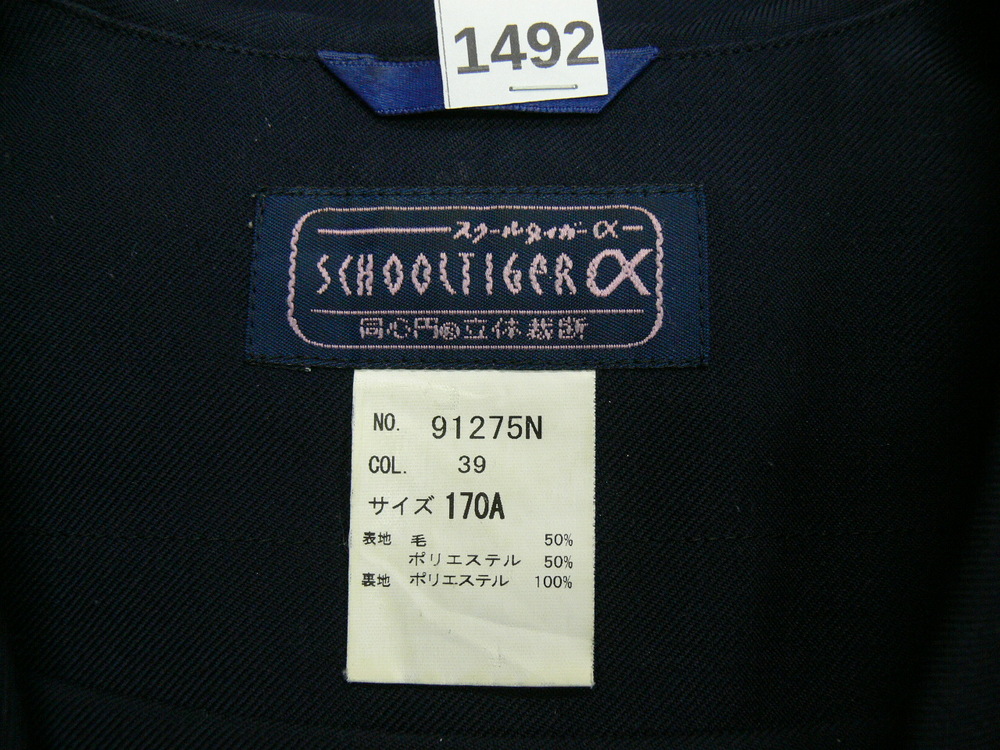 1492
スクールタイガーα
SCHOOLTIGER α
同心円の立体裁断
NO. 91275N
COL. 39
サイズ 170A
表地 毛 50%
ポリエステル 50%
裏地 ポリエステル 100%